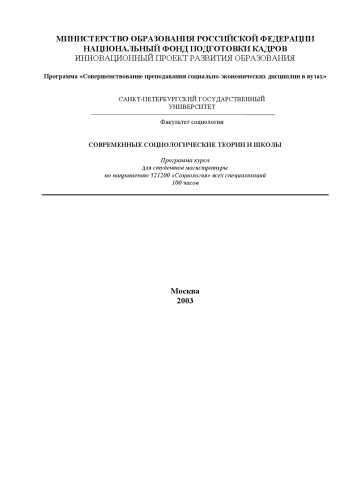 МИНИСТЕРСТВО ОБРАЗОВАНИЯ РОССИЙСКОЙ ФЕДЕРАЦИИ
НАЦИОНАЛЬНЫЙ ФОНД ПОДГОТОВКИ КАДРОВ
ИННОВАЦИОННЫЙ ПРОЕКТ РАЗВИТИЯ ОБРАЗОВАНИЯ
Программа «Совершенствование преподавания социально-экономических дисциплин в вузах»
САНКТ-ПЕТЕРБУРГСКИЙ ГОСУДАРСТВЕННЫЙ
УНИВЕРСИТЕТ
Факультет социологии
СОВРЕМЕННЫЕ СОЦИОЛОГИЧЕСКИЕ ТЕОРИИ И ШКОЛЫ
Программа курса
для студентов магистратуры
по направлению 521200 «Социология» всех специализаций
100 часов
Москва
2003